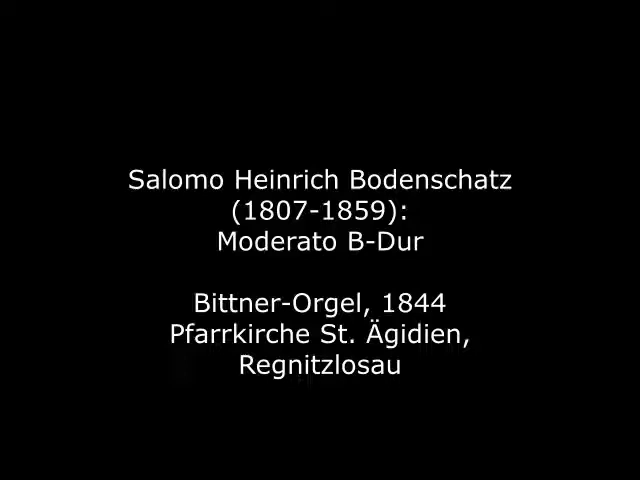 Salomo Heinrich Bodenschatz
(1807-1859):
Moderato B-Dur
Bittner-Orgel, 1844
Pfarrkirche St. Ägidien,
Regnitzlosau